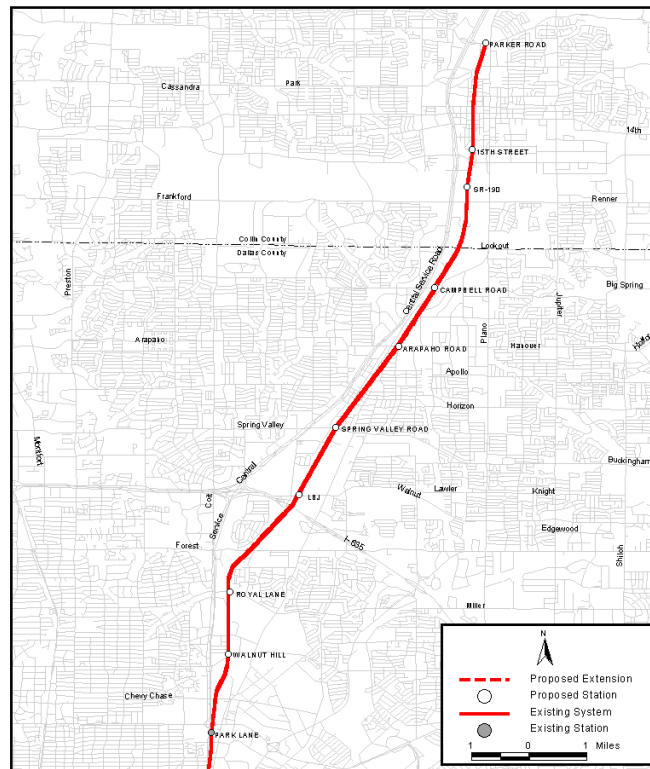 PARKER ROAD
Park
Cassandra
14th
15TH STREET
SR-190
Frankford
Renner
Collin County
Lookout
Dallas County
Preston
Central Service Road
Big Spring
CAMPBELL ROAD
Jupiter
Plano
Arapaho
ARAPAHO ROAD
Hanover
Apollo
Horizon
Spring Valley
SPRING VALLEY ROAD
Montfort
Central
Buckingham
Walnut
Lawler
Knight
LBJ
Coit
Service
Edgewood
I-635
Forest
Shiloh
ROYAL LANE
Miller
WALNUT HILL
Chevy Chase
PARK LANE
N
Proposed Extension
Proposed Station
Existing System
Existing Station
1 0 1 Miles